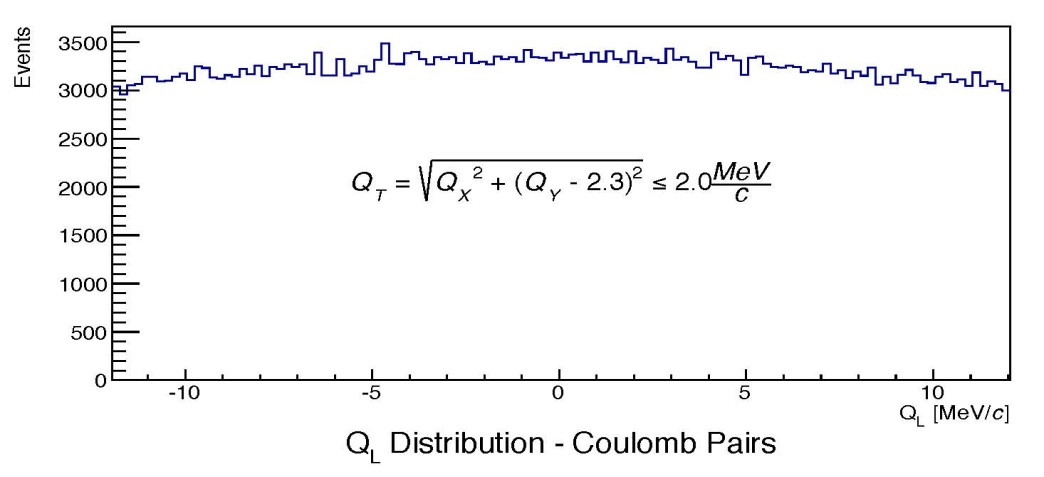 Events
3500
3000
2500
2000
1500
1000
500
0
Q_T = √(Q_X² + (Q_Y - 2.3)²) ≤ 2.0 MeV/c
-10 -5 0 5 10
Q_L [MeV/c]
Q_L Distribution - Coulomb Pairs